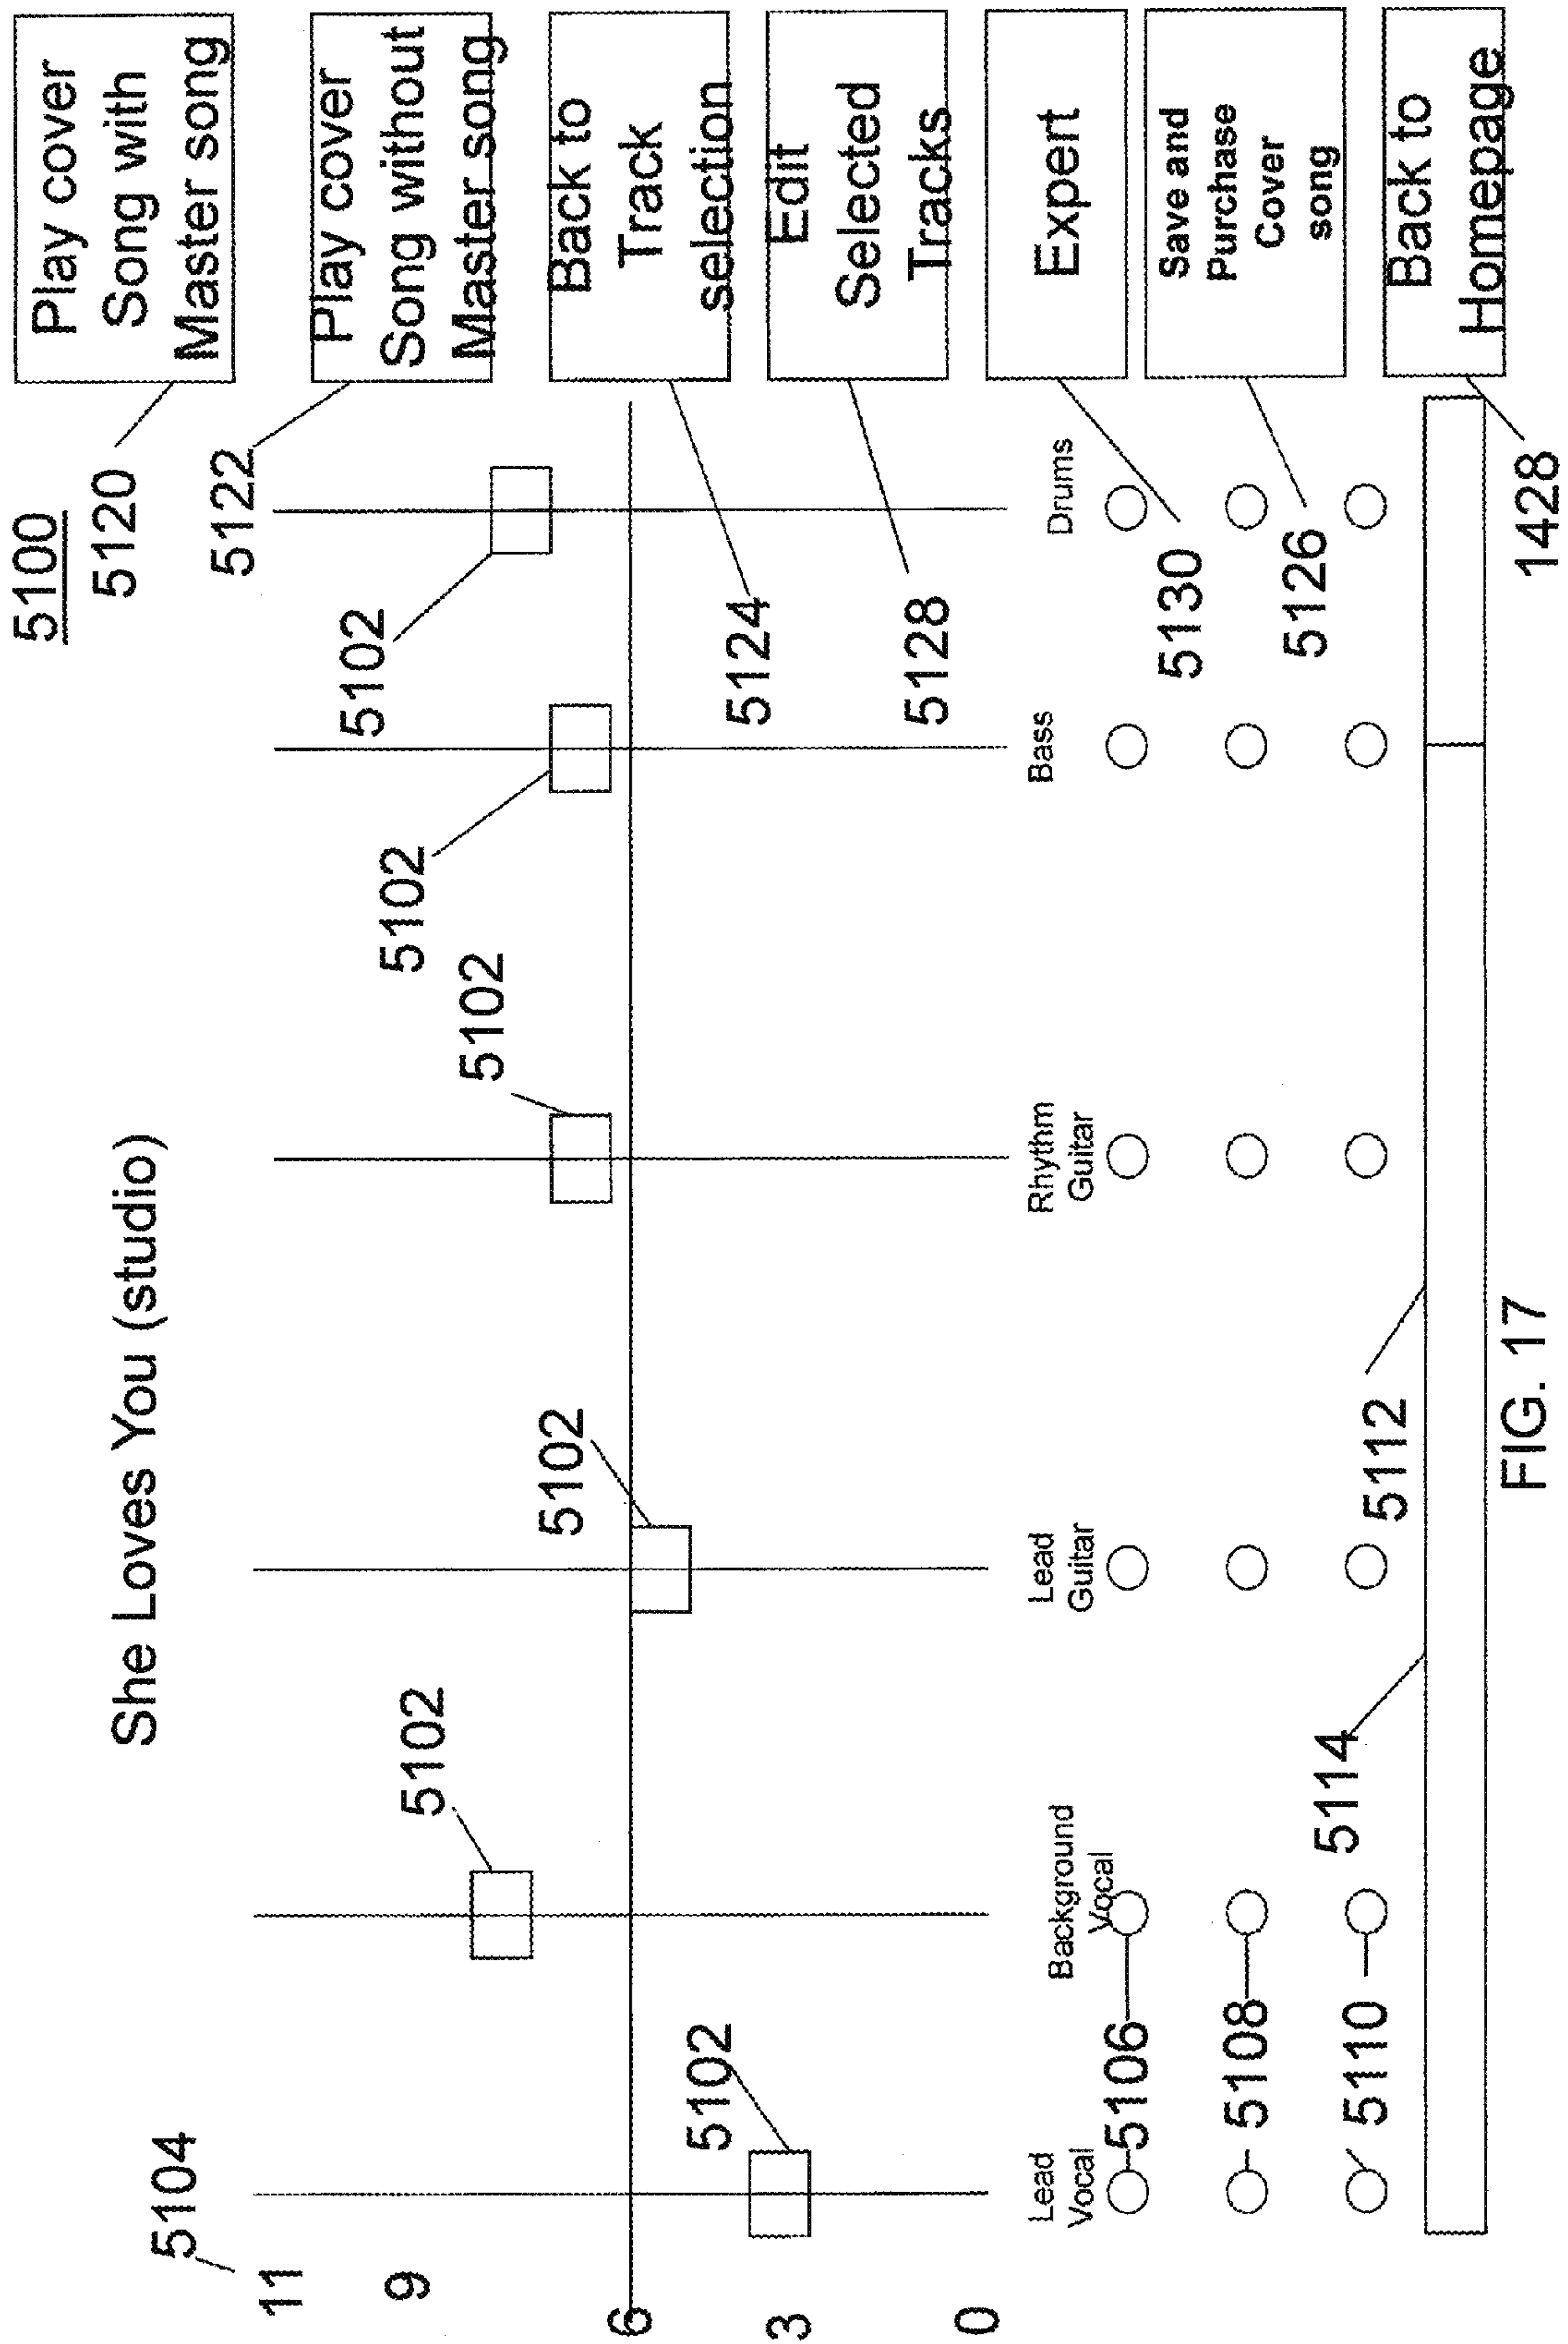 5100
She Loves You (studio)
5104
11
9
6
3
0
5102
5102
5102
5102
5102
5102
5120
5122
5124
5128
5130
5126
1428
Play cover
Song with
Master song
Play cover
Song without
Master song
Back to
Track
selection
Edit
Selected
Tracks
Expert
Save and
Purchase
Cover
song
Back to
Homepage
Lead
Vocal
Background
Vocal
Lead
Guitar
Rhythm
Guitar
Bass
Drums
5106
5108
5110
5114
5112
FIG. 17